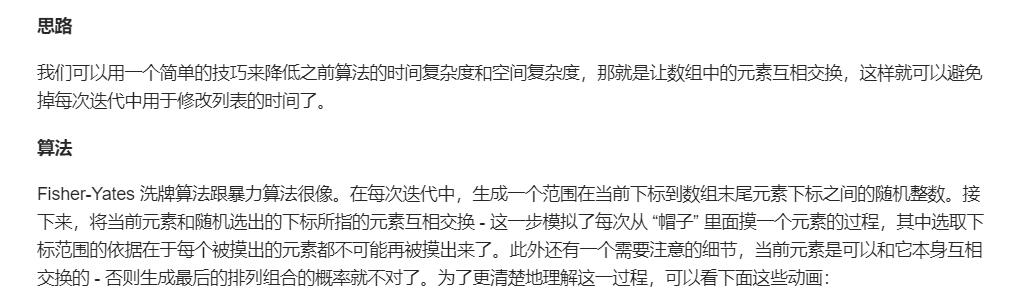 思路
我们可以用一个简单的技巧来降低之前算法的时间复杂度和空间复杂度，那就是让数组中的元素互相交换，这样就可以避免
掉每次迭代中用于修改列表的时间了。
算法
Fisher-Yates 洗牌算法跟暴力算法很像。在每次迭代中，生成一个范围在当前下标到数组末尾元素下标之间的随机整数。接
下来，将当前元素和随机选出的下标所指的元素互相交换 - 这一步模拟了每次从 “帽子” 里面摸一个元素的过程，其中选取下
标范围的依据在于每个被摸出的元素都不可能再被摸出来了。此外还有一个需要注意的细节，当前元素是可以和它本身互相
交换的 - 否则生成最后的排列组合的概率就不对了。为了更清楚地理解这一过程，可以看下面这些动画：